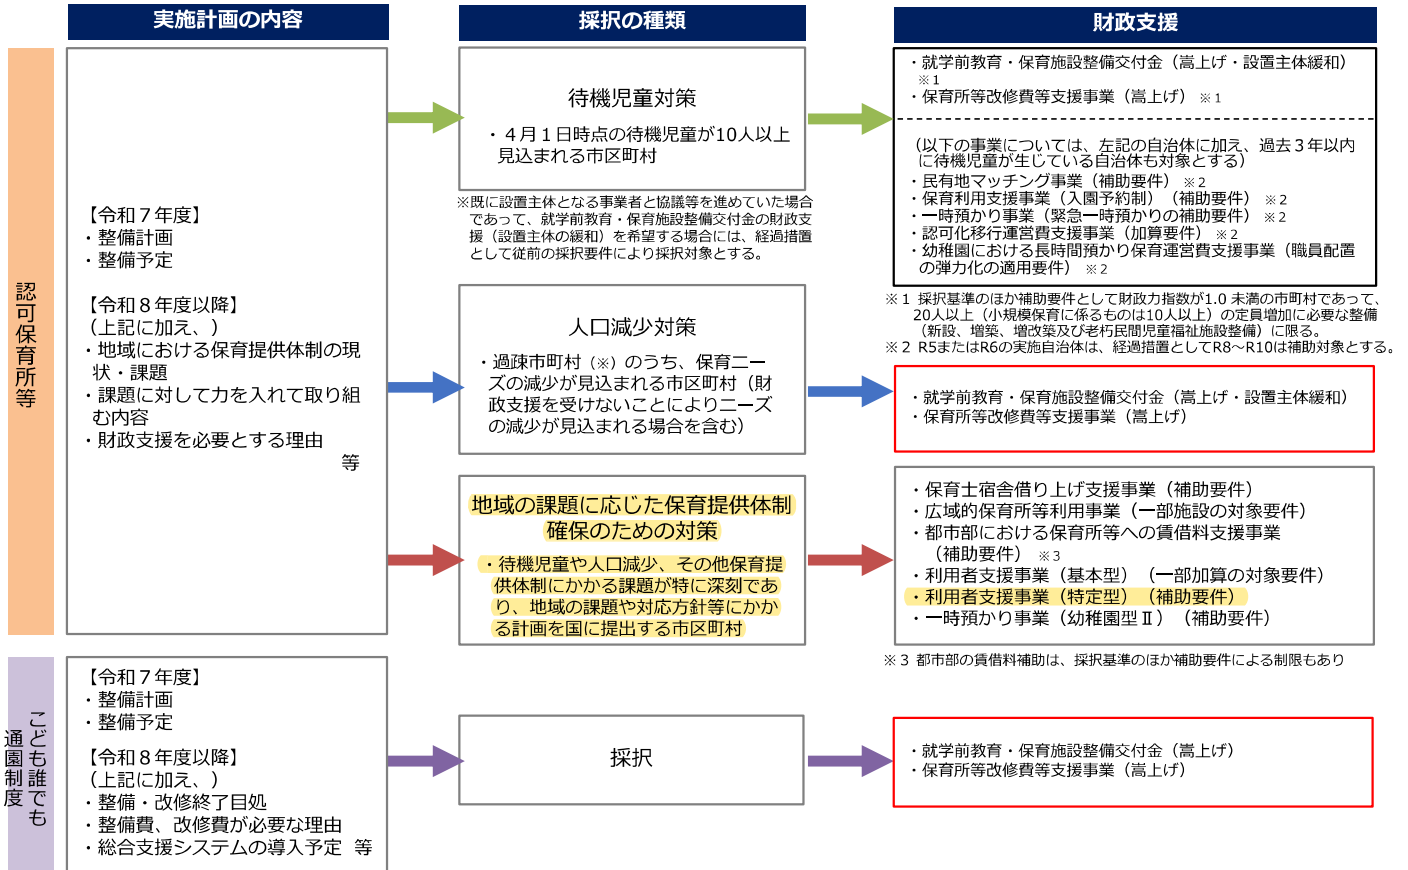 実施計画の内容
採択の種類
財政支援
認可保育所等
【令和７年度】
・整備計画
・整備予定
【令和８年度以降】
（上記に加え、）
・地域における保育提供体制の現
状・課題
・課題に対して力を入れて取り組
む内容
・財政支援を必要とする理由
等
待機児童対策
・４月１日時点の待機児童が10人以上
見込まれる市区町村
※既に設置主体となる事業者と協議等を進めていた場合
であって、就学前教育・保育施設整備交付金の財政支
援（設置主体の緩和）を希望する場合には、経過措置
として従前の採択要件により採択対象とする。
・就学前教育・保育施設整備交付金（嵩上げ・設置主体緩和）
※１
・保育所等改修費等支援事業（嵩上げ）※１
（以下の事業については、左記の自治体に加え、過去３年以内
に待機児童が生じている自治体も対象とする）
・民有地マッチング事業（補助要件）※２
・保育利用支援事業（入園予約制）（補助要件）※２
・一時預かり事業（緊急一時預かりの補助要件）※２
・認可化移行運営費支援事業（加算要件）※２
・幼稚園における長時間預かり保育運営費支援事業（職員配置
の弾力化の適用要件）※２
※１ 採択基準のほか補助要件として財政力指数が1.0 未満の市町村であって、
20人以上（小規模保育に係るものは10人以上）の定員増加に必要な整備
（新設、増築、増改築及び老朽民間児童福祉施設整備）に限る。
※２ R5またはR6の実施自治体は、経過措置としてR8～R10は補助対象とする。
人口減少対策
・過疎市町村（※）のうち、保育ニー
ズの減少が見込まれる市区町村（財
政支援を受けないことによりニーズ
の減少が見込まれる場合を含む）
・就学前教育・保育施設整備交付金（嵩上げ・設置主体緩和）
・保育所等改修費等支援事業（嵩上げ）
地域の課題に応じた保育提供体制
確保のための対策
・待機児童や人口減少、その他保育提
供体制にかかる課題が特に深刻であ
り、地域の課題や対応方針等にかか
る計画を国に提出する市区町村
・保育士宿舎借り上げ支援事業（補助要件）
・広域的保育所等利用事業（一部施設の対象要件）
・都市部における保育所等への賃借料支援事業
（補助要件）※３
・利用者支援事業（基本型）（一部加算の対象要件）
・利用者支援事業（特定型）（補助要件）
・一時預かり事業（幼稚園型Ⅱ）（補助要件）
※３ 都市部の賃借料補助は、採択基準のほか補助要件による制限もあり
こども誰でも
通園制度
【令和７年度】
・整備計画
・整備予定
【令和８年度以降】
（上記に加え、）
・整備・改修終了目処
・整備費、改修費が必要な理由
・総合支援システムの導入予定 等
採択
・就学前教育・保育施設整備交付金（嵩上げ）
・保育所等改修費等支援事業（嵩上げ）